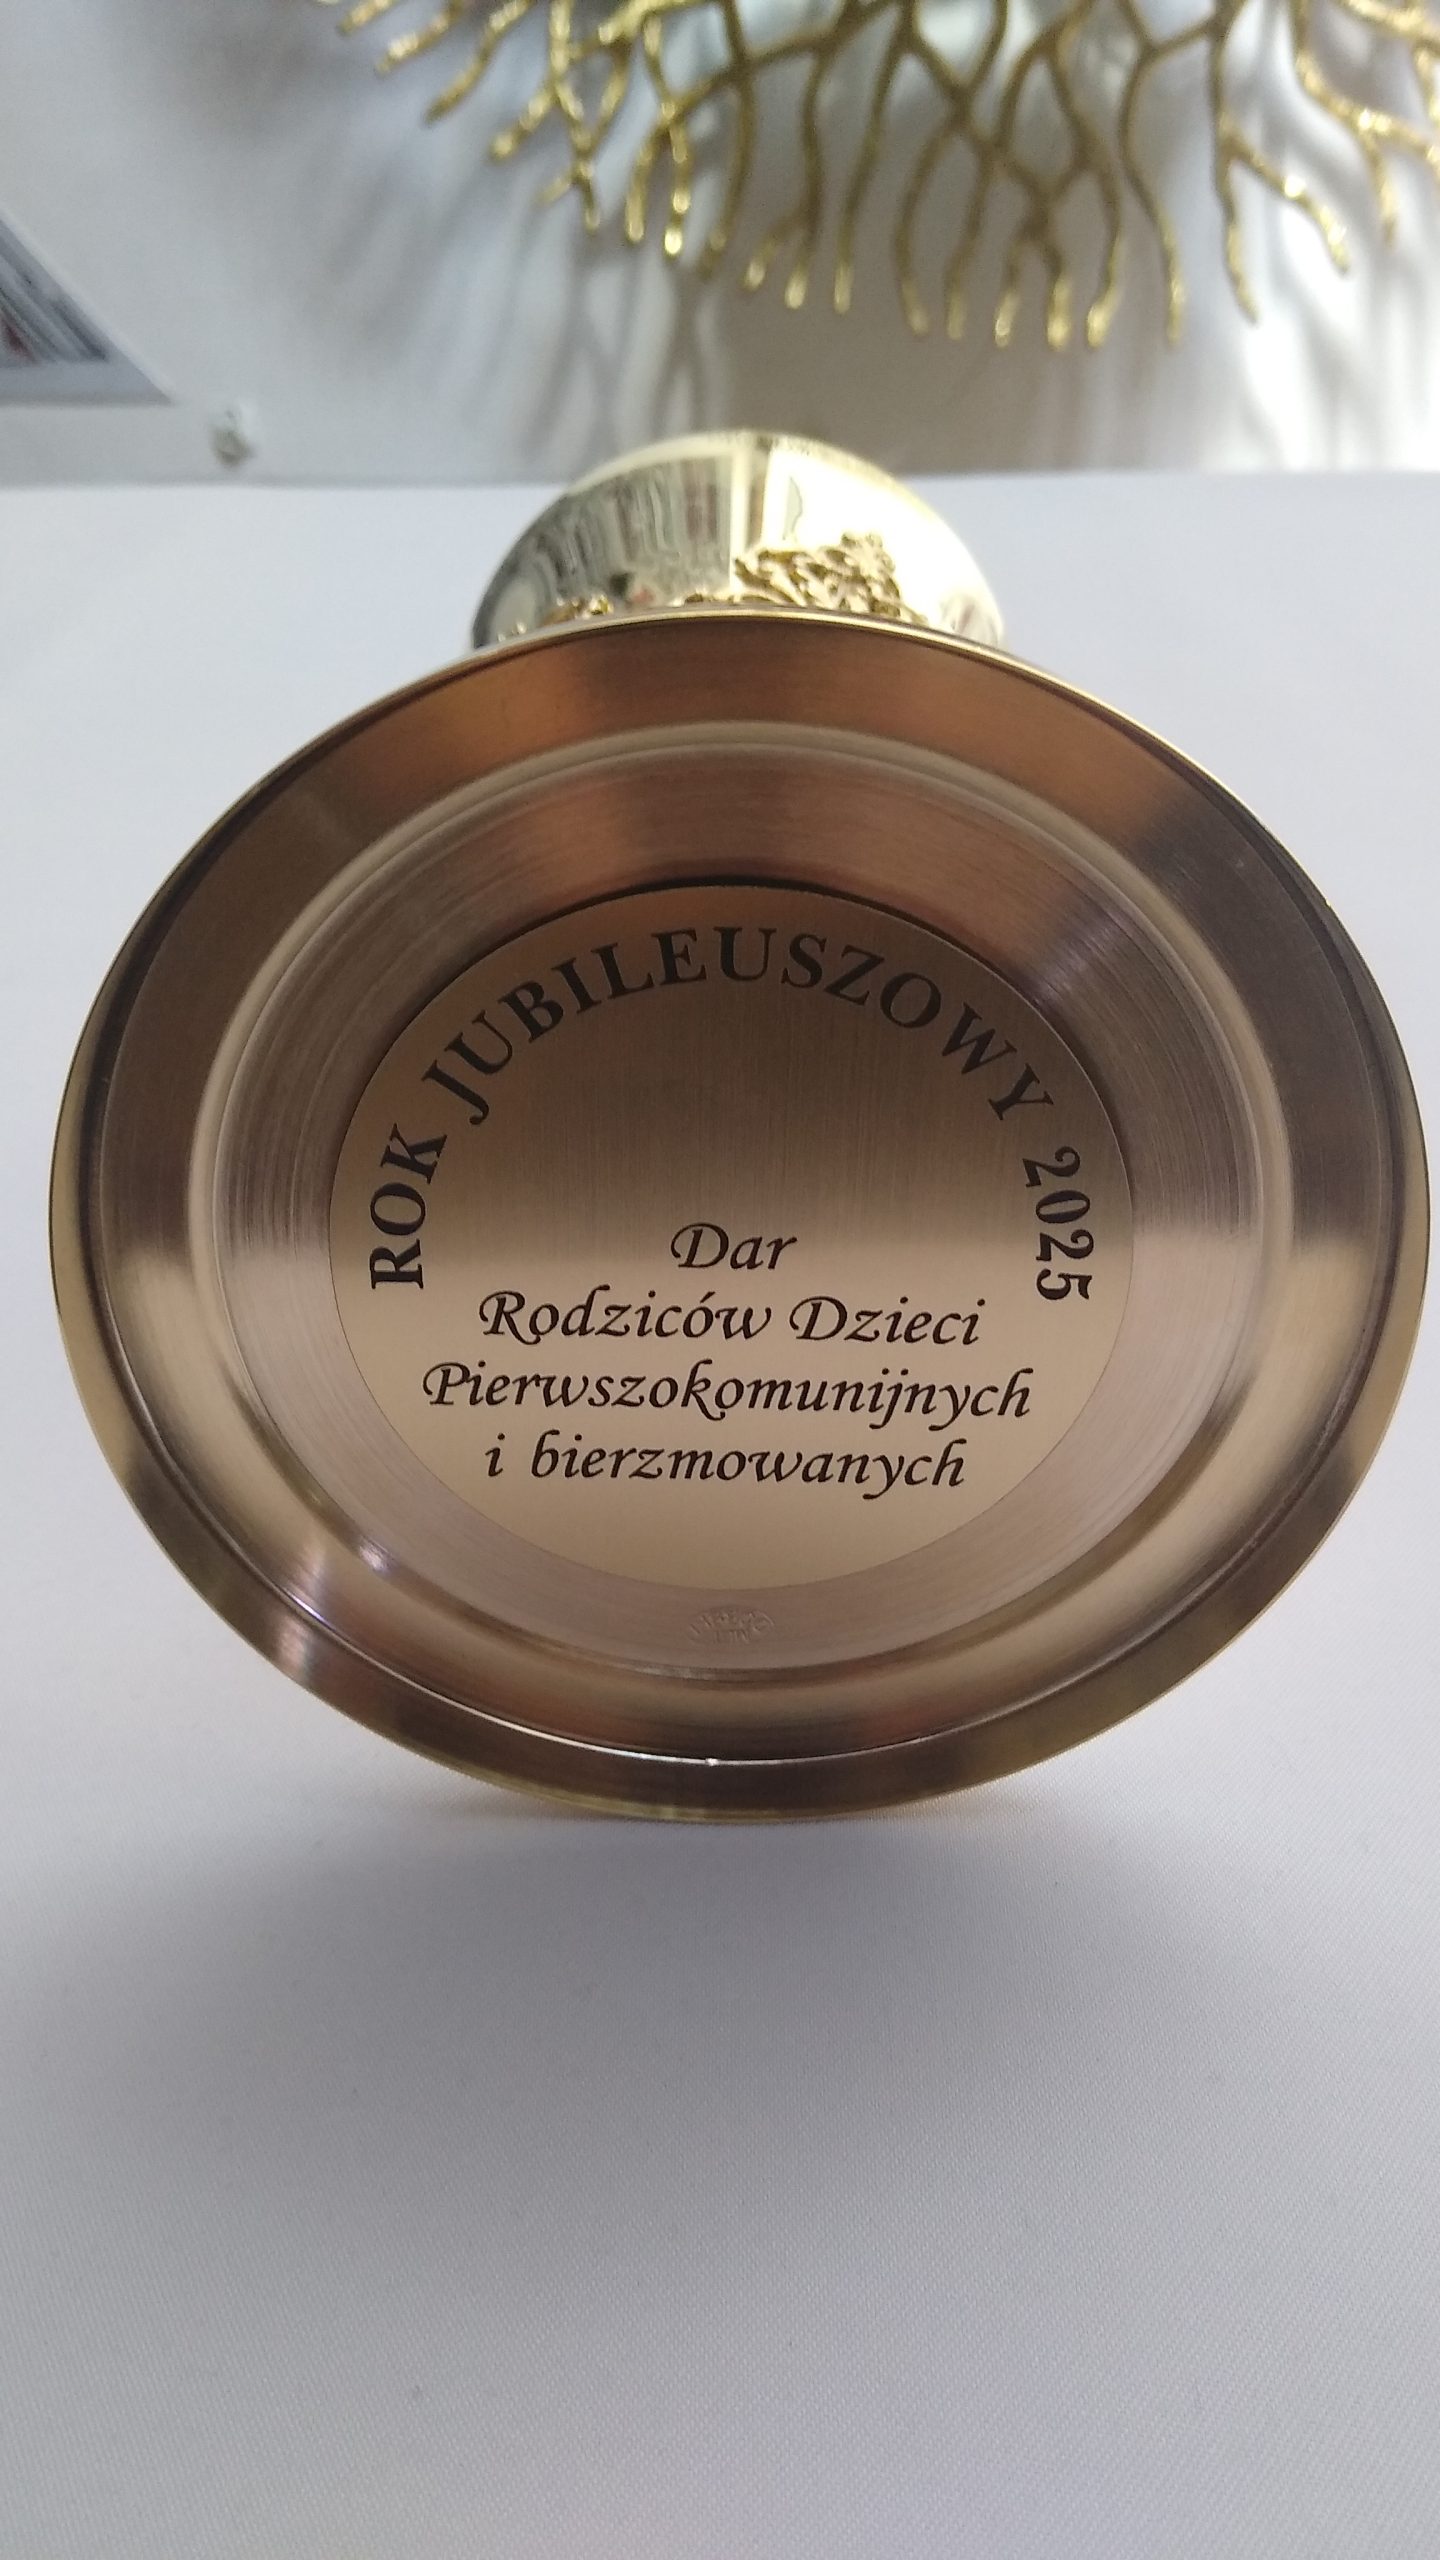 ROK JUBILEUSZOWY 2025
Dar
Rodziców Dzieci
Pierwszokomunijnych
i bierzmowanych